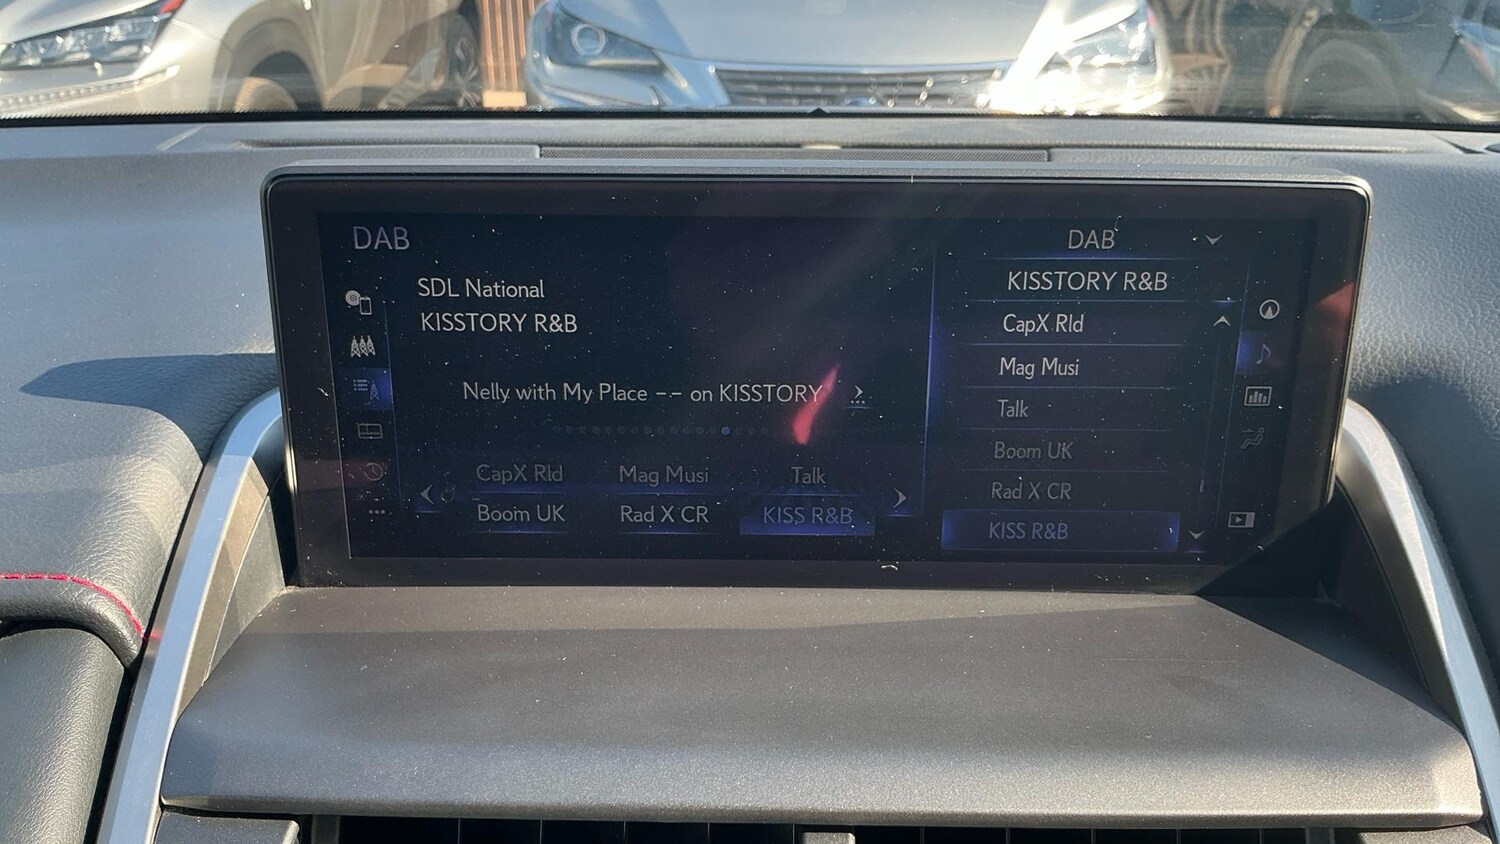 DAB
SDL National
KISSTORY R&B
Nelly with My Place -- on KISSTORY
CapX Rld
Mag Musi
Talk
Boom UK
Rad X CR
KISS R&B
DAB
KISSTORY R&B
CapX Rld
Mag Musi
Talk
Boom UK
Rad X CR
KISS R&B